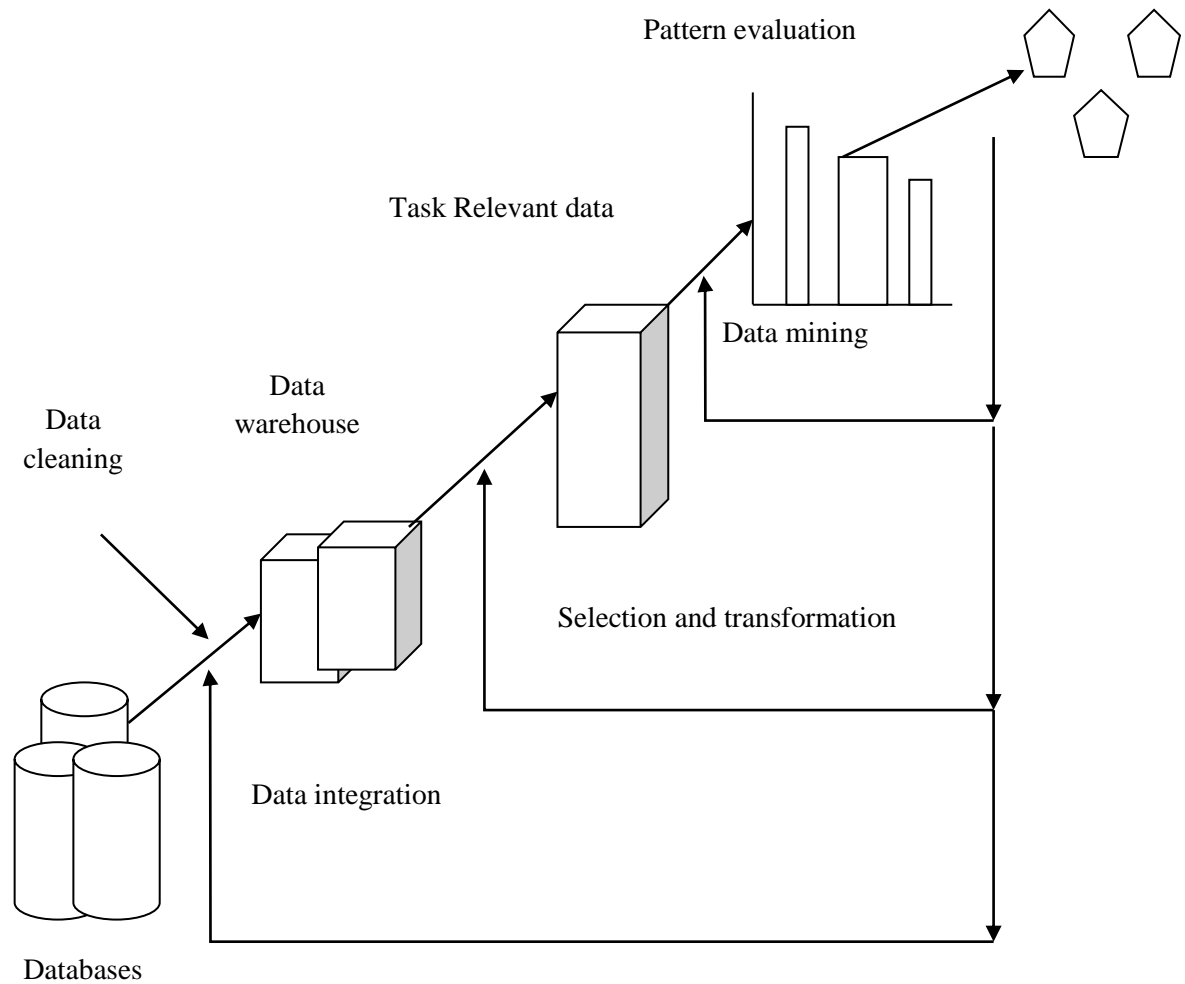 Pattern evaluation
Task Relevant data
Data mining
Data
warehouse
Data
cleaning
Selection and transformation
Data integration
Databases